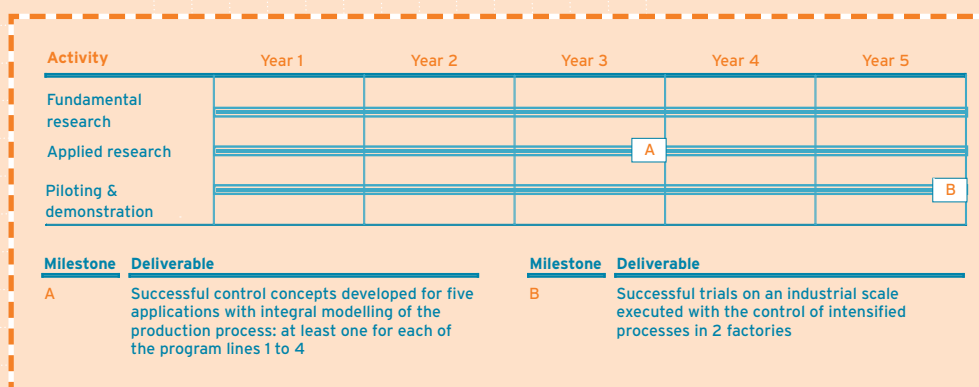 Activity Year 1 Year 2 Year 3 Year 4 Year 5
Fundamental
research
Applied research A
Piloting & B
demonstration
Milestone Deliverable
A Successful control concepts developed for five
applications with integral modelling of the
production process: at least one for each of
the program lines 1 to 4
Milestone Deliverable
B Successful trials on an industrial scale
executed with the control of intensified
processes in 2 factories